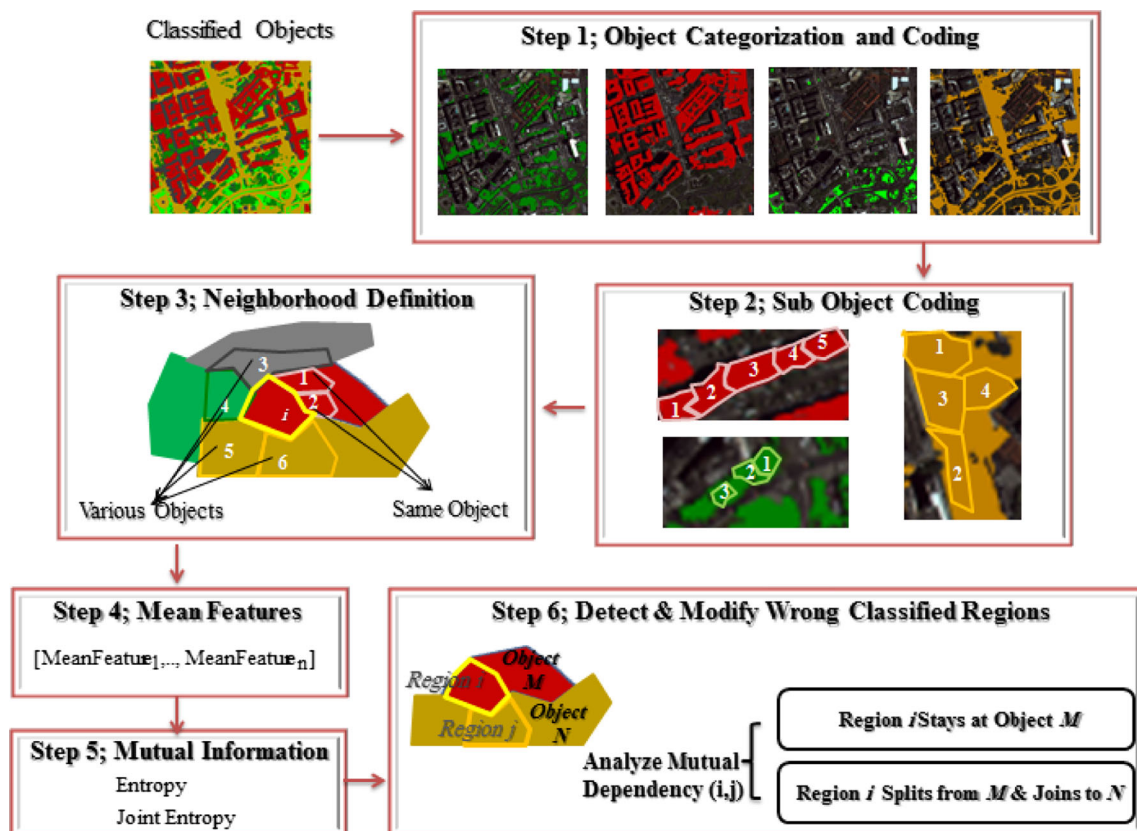 Classified Objects
Step 1; Object Categorization and Coding
Step 2; Sub Object Coding
1
2
3
4
5
1
2
3
1
3
4
2
Step 3; Neighborhood Definition
3
1
2
4
i
5
6
Various Objects
Same Object
Step 4; Mean Features
[MeanFeature1,.., MeanFeaturen]
Step 5; Mutual Information
Entropy
Joint Entropy
Step 6; Detect & Modify Wrong Classified Regions
Region i
Object
M
Region j
Object
N
Analyze Mutual
Dependency (i,j)
Region i Stays at Object M
Region i Splits from M & Joins to N